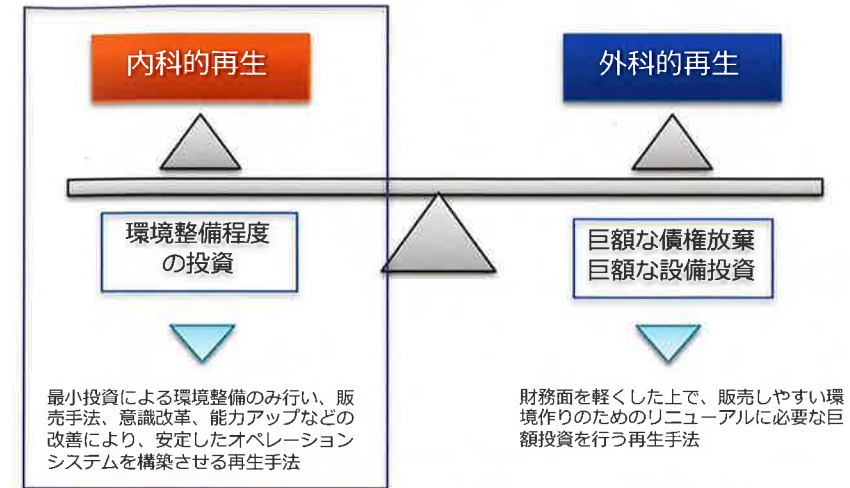 内科的再生
環境整備程度
の投資
最小投資による環境整備のみ行い、販
売手法、意識改革、能力アップなどの
改善により、安定したオペレーション
システムを構築させる再生手法
外科的再生
巨額な債権放棄
巨額な設備投資
財務面を軽くした上で、販売しやすい環
境作りのためのリニューアルに必要な巨
額投資を行う再生手法